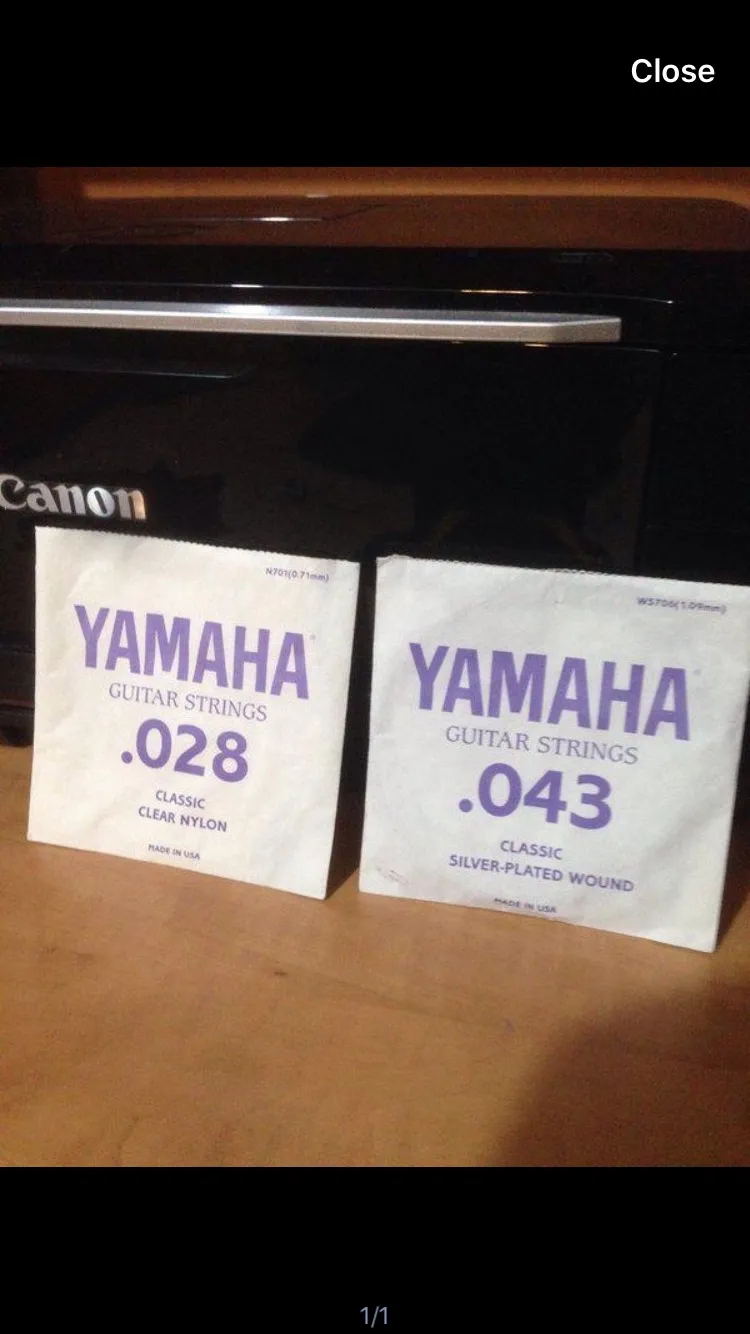 Close
Canon
N701(0.71mm)
YAMAHA
GUITAR STRINGS
.028
CLASSIC
CLEAR NYLON
MADE IN USA
WS706(1.09mm)
YAMAHA
GUITAR STRINGS
.043
CLASSIC
SILVER-PLATED WOUND
MADE IN USA
1/1